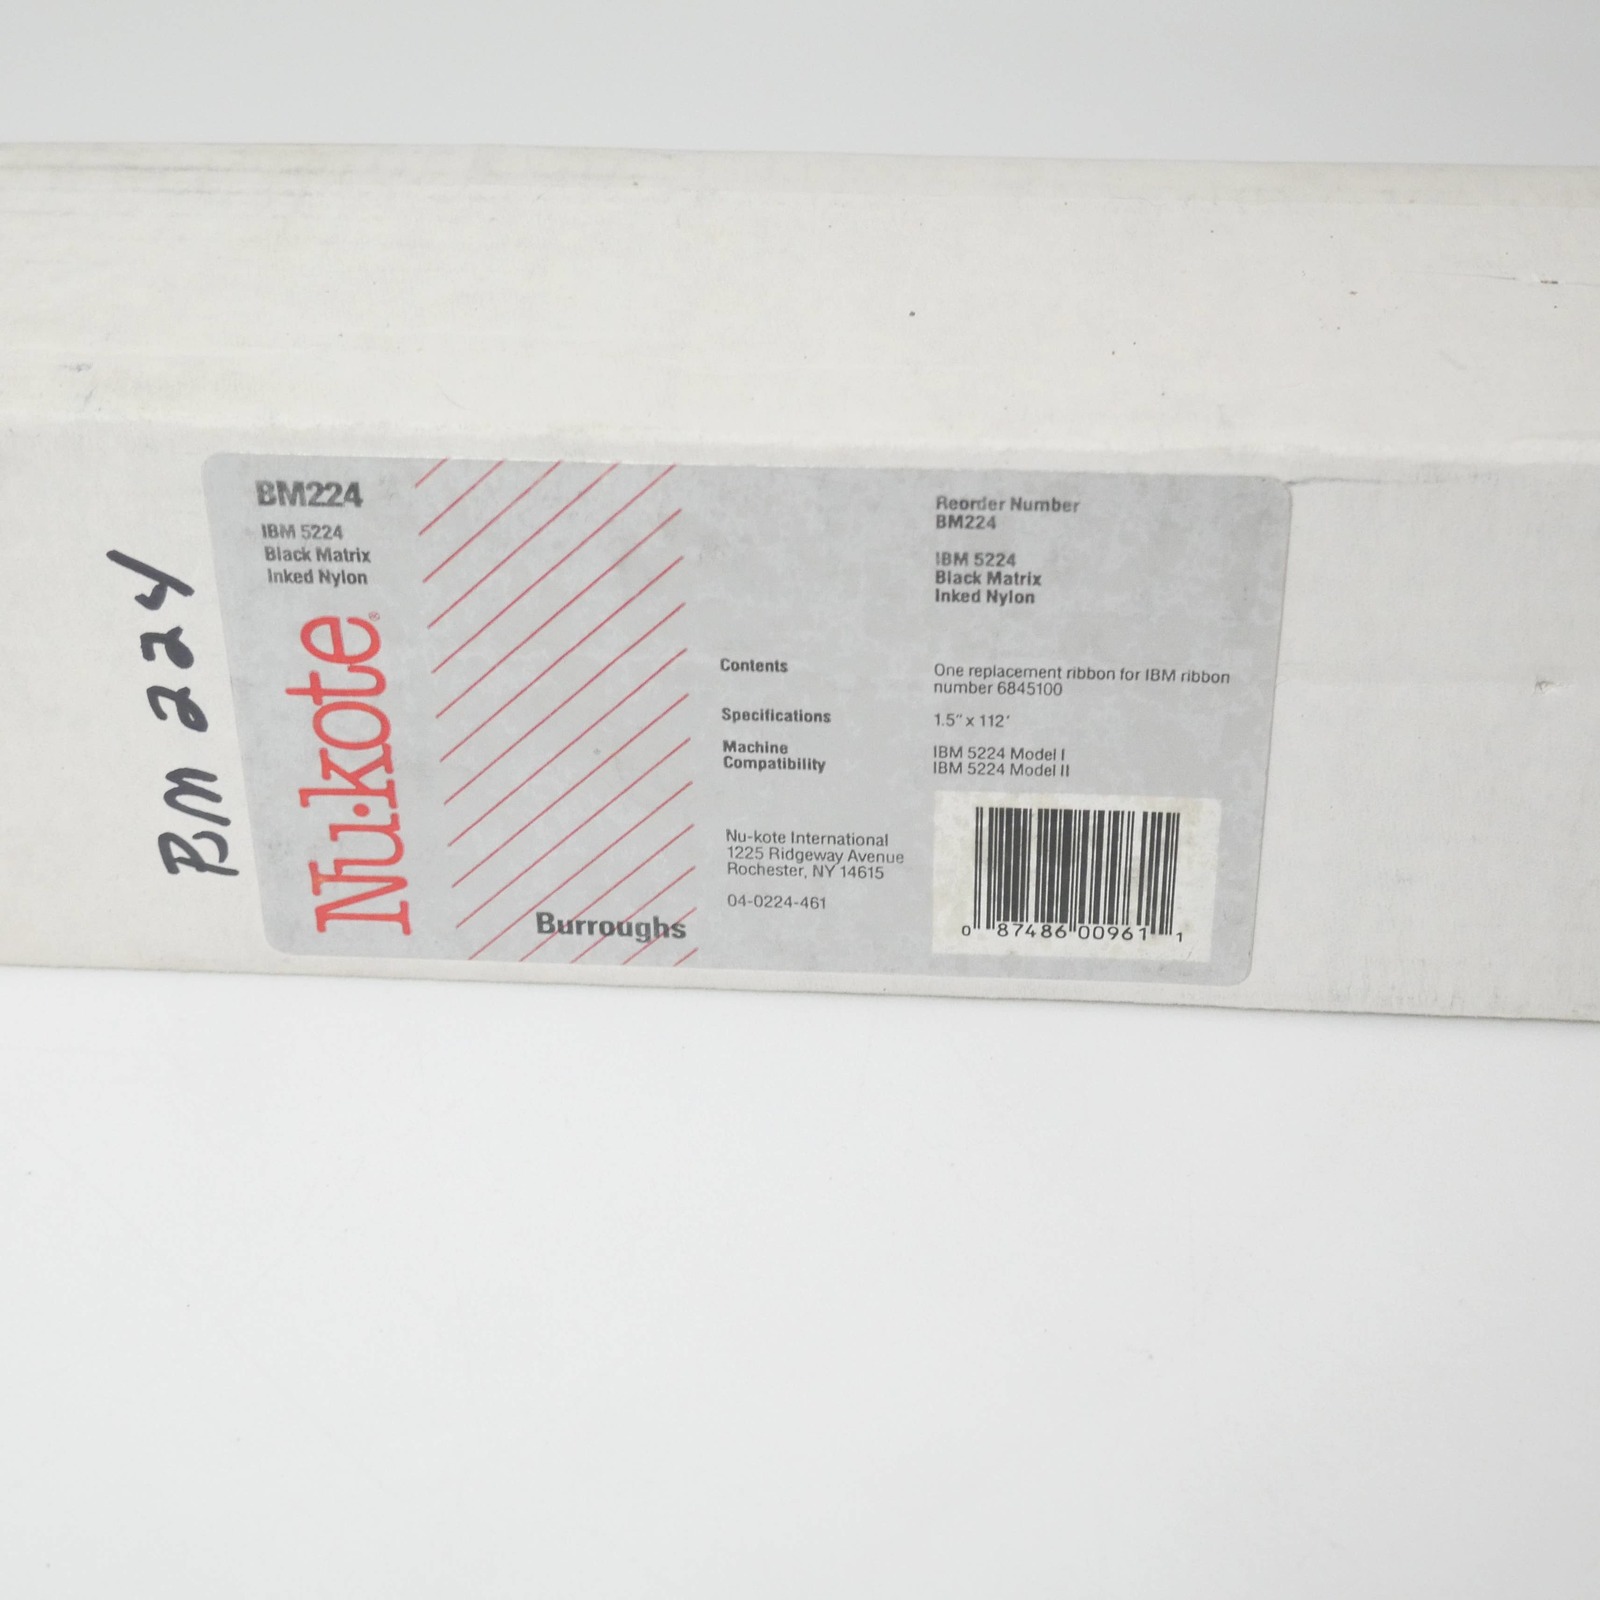 BM 224
BM224
IBM 5224
Black Matrix
Inked Nylon
Nu·kote®
Burroughs
Reorder Number
BM224
IBM 5224
Black Matrix
Inked Nylon
Contents
One replacement ribbon for IBM ribbon
number 6845100
Specifications
1.5" x 112'
Machine
Compatibility
IBM 5224 Model I
IBM 5224 Model II
Nu-kote International
1225 Ridgeway Avenue
Rochester, NY 14615
04-0224-461
0 87486 00961 1